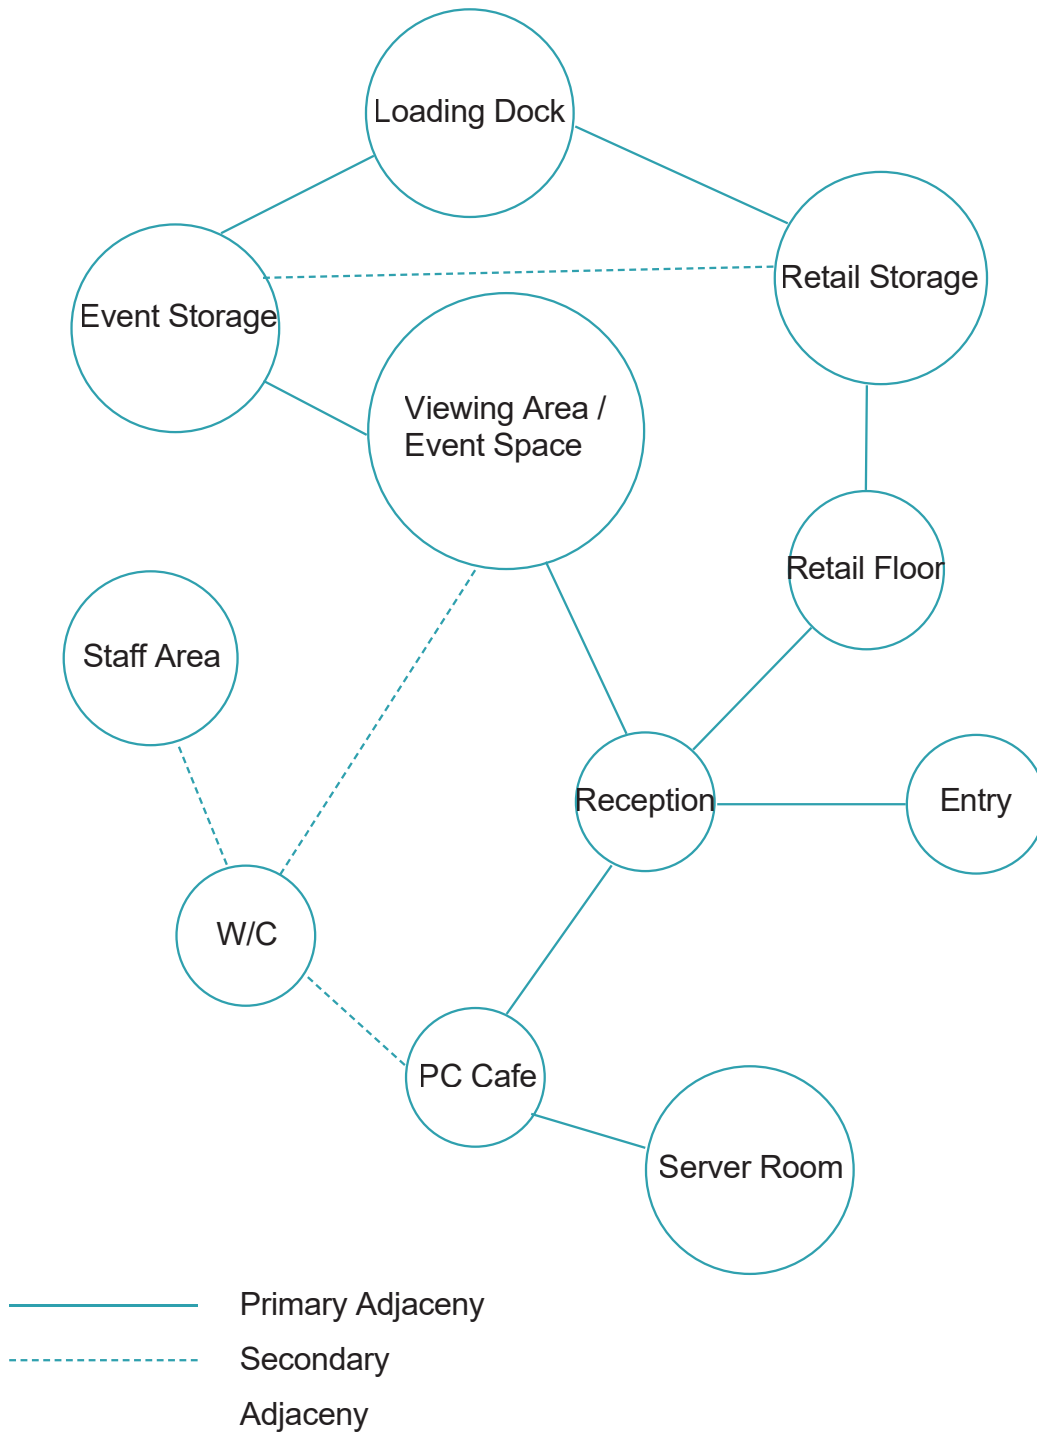 Loading Dock
Retail Storage
Event Storage
Viewing Area /
Event Space
Retail Floor
Staff Area
Reception
Entry
W/C
PC Cafe
Server Room
Primary Adjaceny
Secondary
Adjaceny